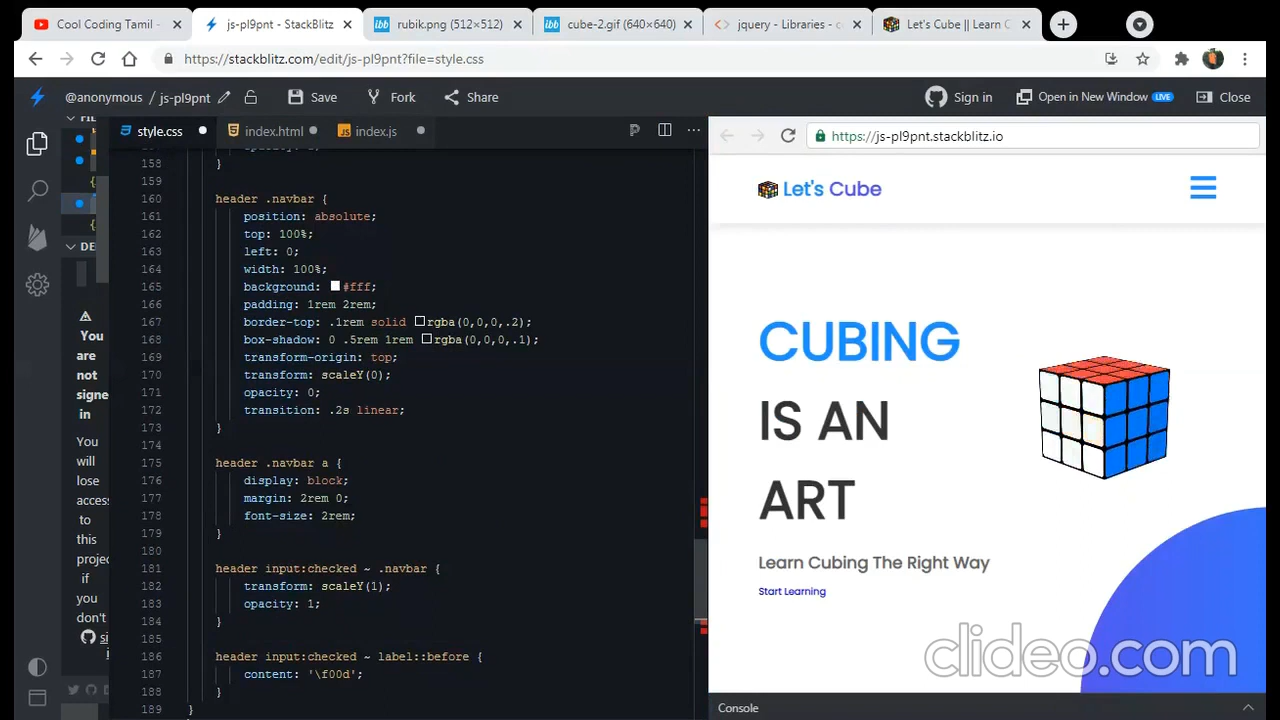 Cool Coding Tamil -
js-pl9pnt - StackBlitz
rubik.png (512×512)
cube-2.gif (640×640)
jquery - Libraries - c
Let's Cube || Learn C
https://stackblitz.com/edit/js-pl9pnt?file=style.css
@anonymous / js-pl9pnt
Save
Fork
Share
Sign in
Open in New Window LIVE
Close
style.css
index.html
index.js
https://js-pl9pnt.stackblitz.io
DE
You
are
not
signe
in
You
will
lose
acces
to
this
projec
if
you
don't
158 }
159
160 header .navbar {
161 position: absolute;
162 top: 100%;
163 left: 0;
164 width: 100%;
165 background: #fff;
166 padding: 1rem 2rem;
167 border-top: .1rem solid rgba(0,0,0,.2);
168 box-shadow: 0 .5rem 1rem rgba(0,0,0,.1);
169 transform-origin: top;
170 transform: scaleY(0);
171 opacity: 0;
172 transition: .2s linear;
173 }
174
175 header .navbar a {
176 display: block;
177 margin: 2rem 0;
178 font-size: 2rem;
179 }
180
181 header input:checked ~ .navbar {
182 transform: scaleY(1);
183 opacity: 1;
184 }
185
186 header input:checked ~ label::before {
187 content: '\f00d';
188 }
189 }
Let's Cube
CUBING
IS AN
ART
Learn Cubing The Right Way
Start Learning
clideo.com
Console